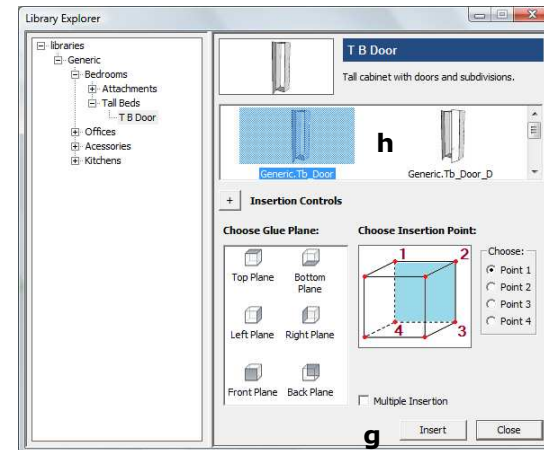 Library Explorer
libraries
Generic
Bedrooms
Attachments
Tall Beds
T B Door
Offices
Acessories
Kitchens
T B Door
Tall cabinet with doors and subdivisions.
h
Generic.Tb_Door
Generic.Tb_Door_D
+ Insertion Controls
Choose Glue Plane:
Top Plane
Bottom Plane
Left Plane
Right Plane
Front Plane
Back Plane
Choose Insertion Point:
1 2
4 3
Choose:
Point 1
Point 2
Point 3
Point 4
Multiple Insertion
g
Insert
Close